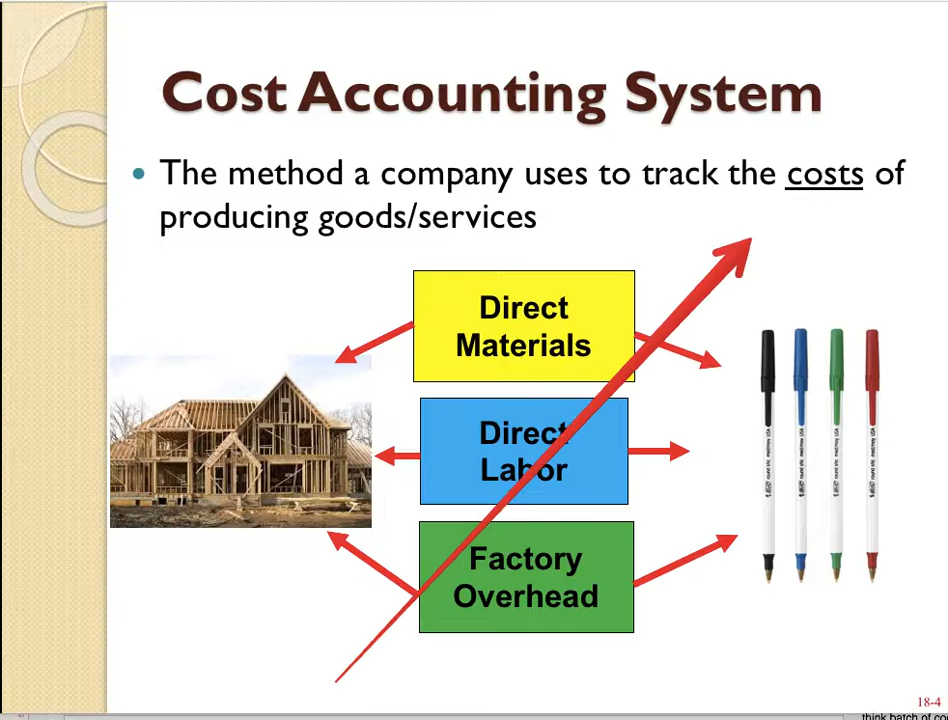 Cost Accounting System
• The method a company uses to track the costs of
producing goods/services
Direct
Materials
Direct
Labor
Factory
Overhead
18-4